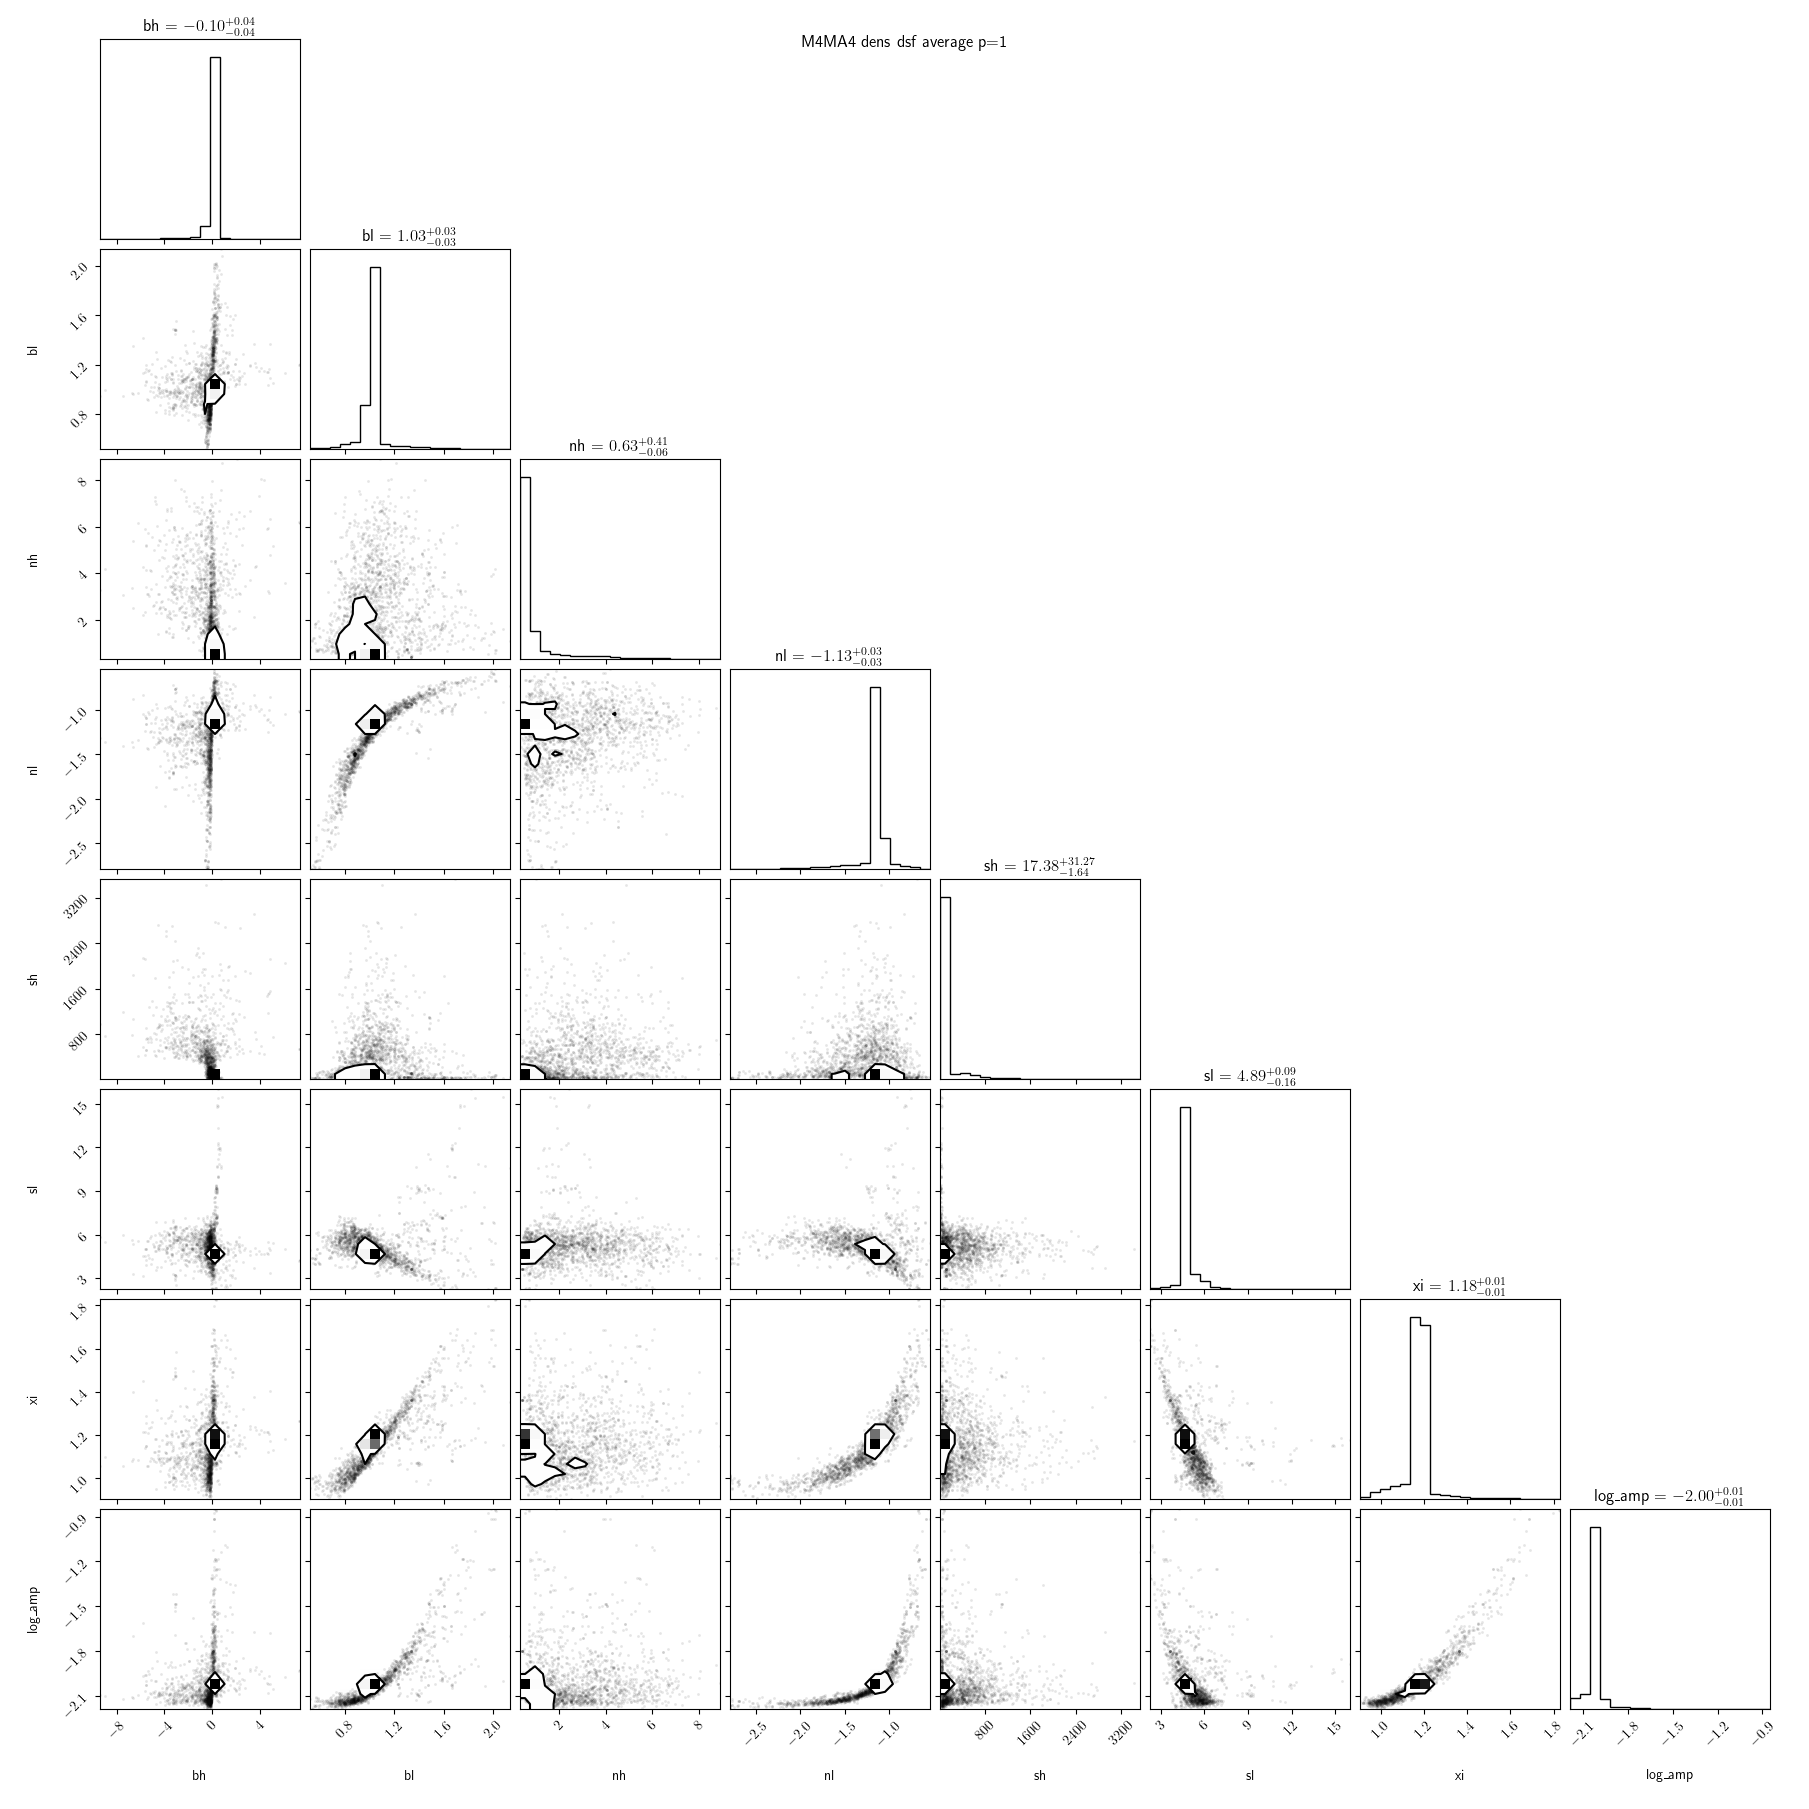 M4MA4 dens dsf average p=1
bh = −0.10+0.04 −0.04
bl = 1.03+0.03 −0.03
nh = 0.63+0.41 −0.06
nl = −1.13+0.03 −0.03
sh = 17.38+31.27 −1.64
sl = 4.89+0.09 −0.16
xi = 1.18+0.01 −0.01
log_amp = −2.00+0.01 −0.01
bl
2.0
1.6
1.2
0.8
nh
8
6
4
2
nl
−1.0
−1.5
−2.0
−2.5
sh
3200
2400
1600
800
sl
15
12
9
6
3
xi
1.8
1.6
1.4
1.2
1.0
log_amp
−0.9
−1.2
−1.5
−1.8
−2.1
−8 −4 0 4
0.8 1.2 1.6 2.0
2 4 6 8
−2.5 −2.0 −1.5 −1.0
800 1600 2400 3200
3 6 9 12 15
1.0 1.2 1.4 1.6 1.8
−2.1 −1.8 −1.5 −1.2 −0.9
bh bl nh nl sh sl xi log_amp